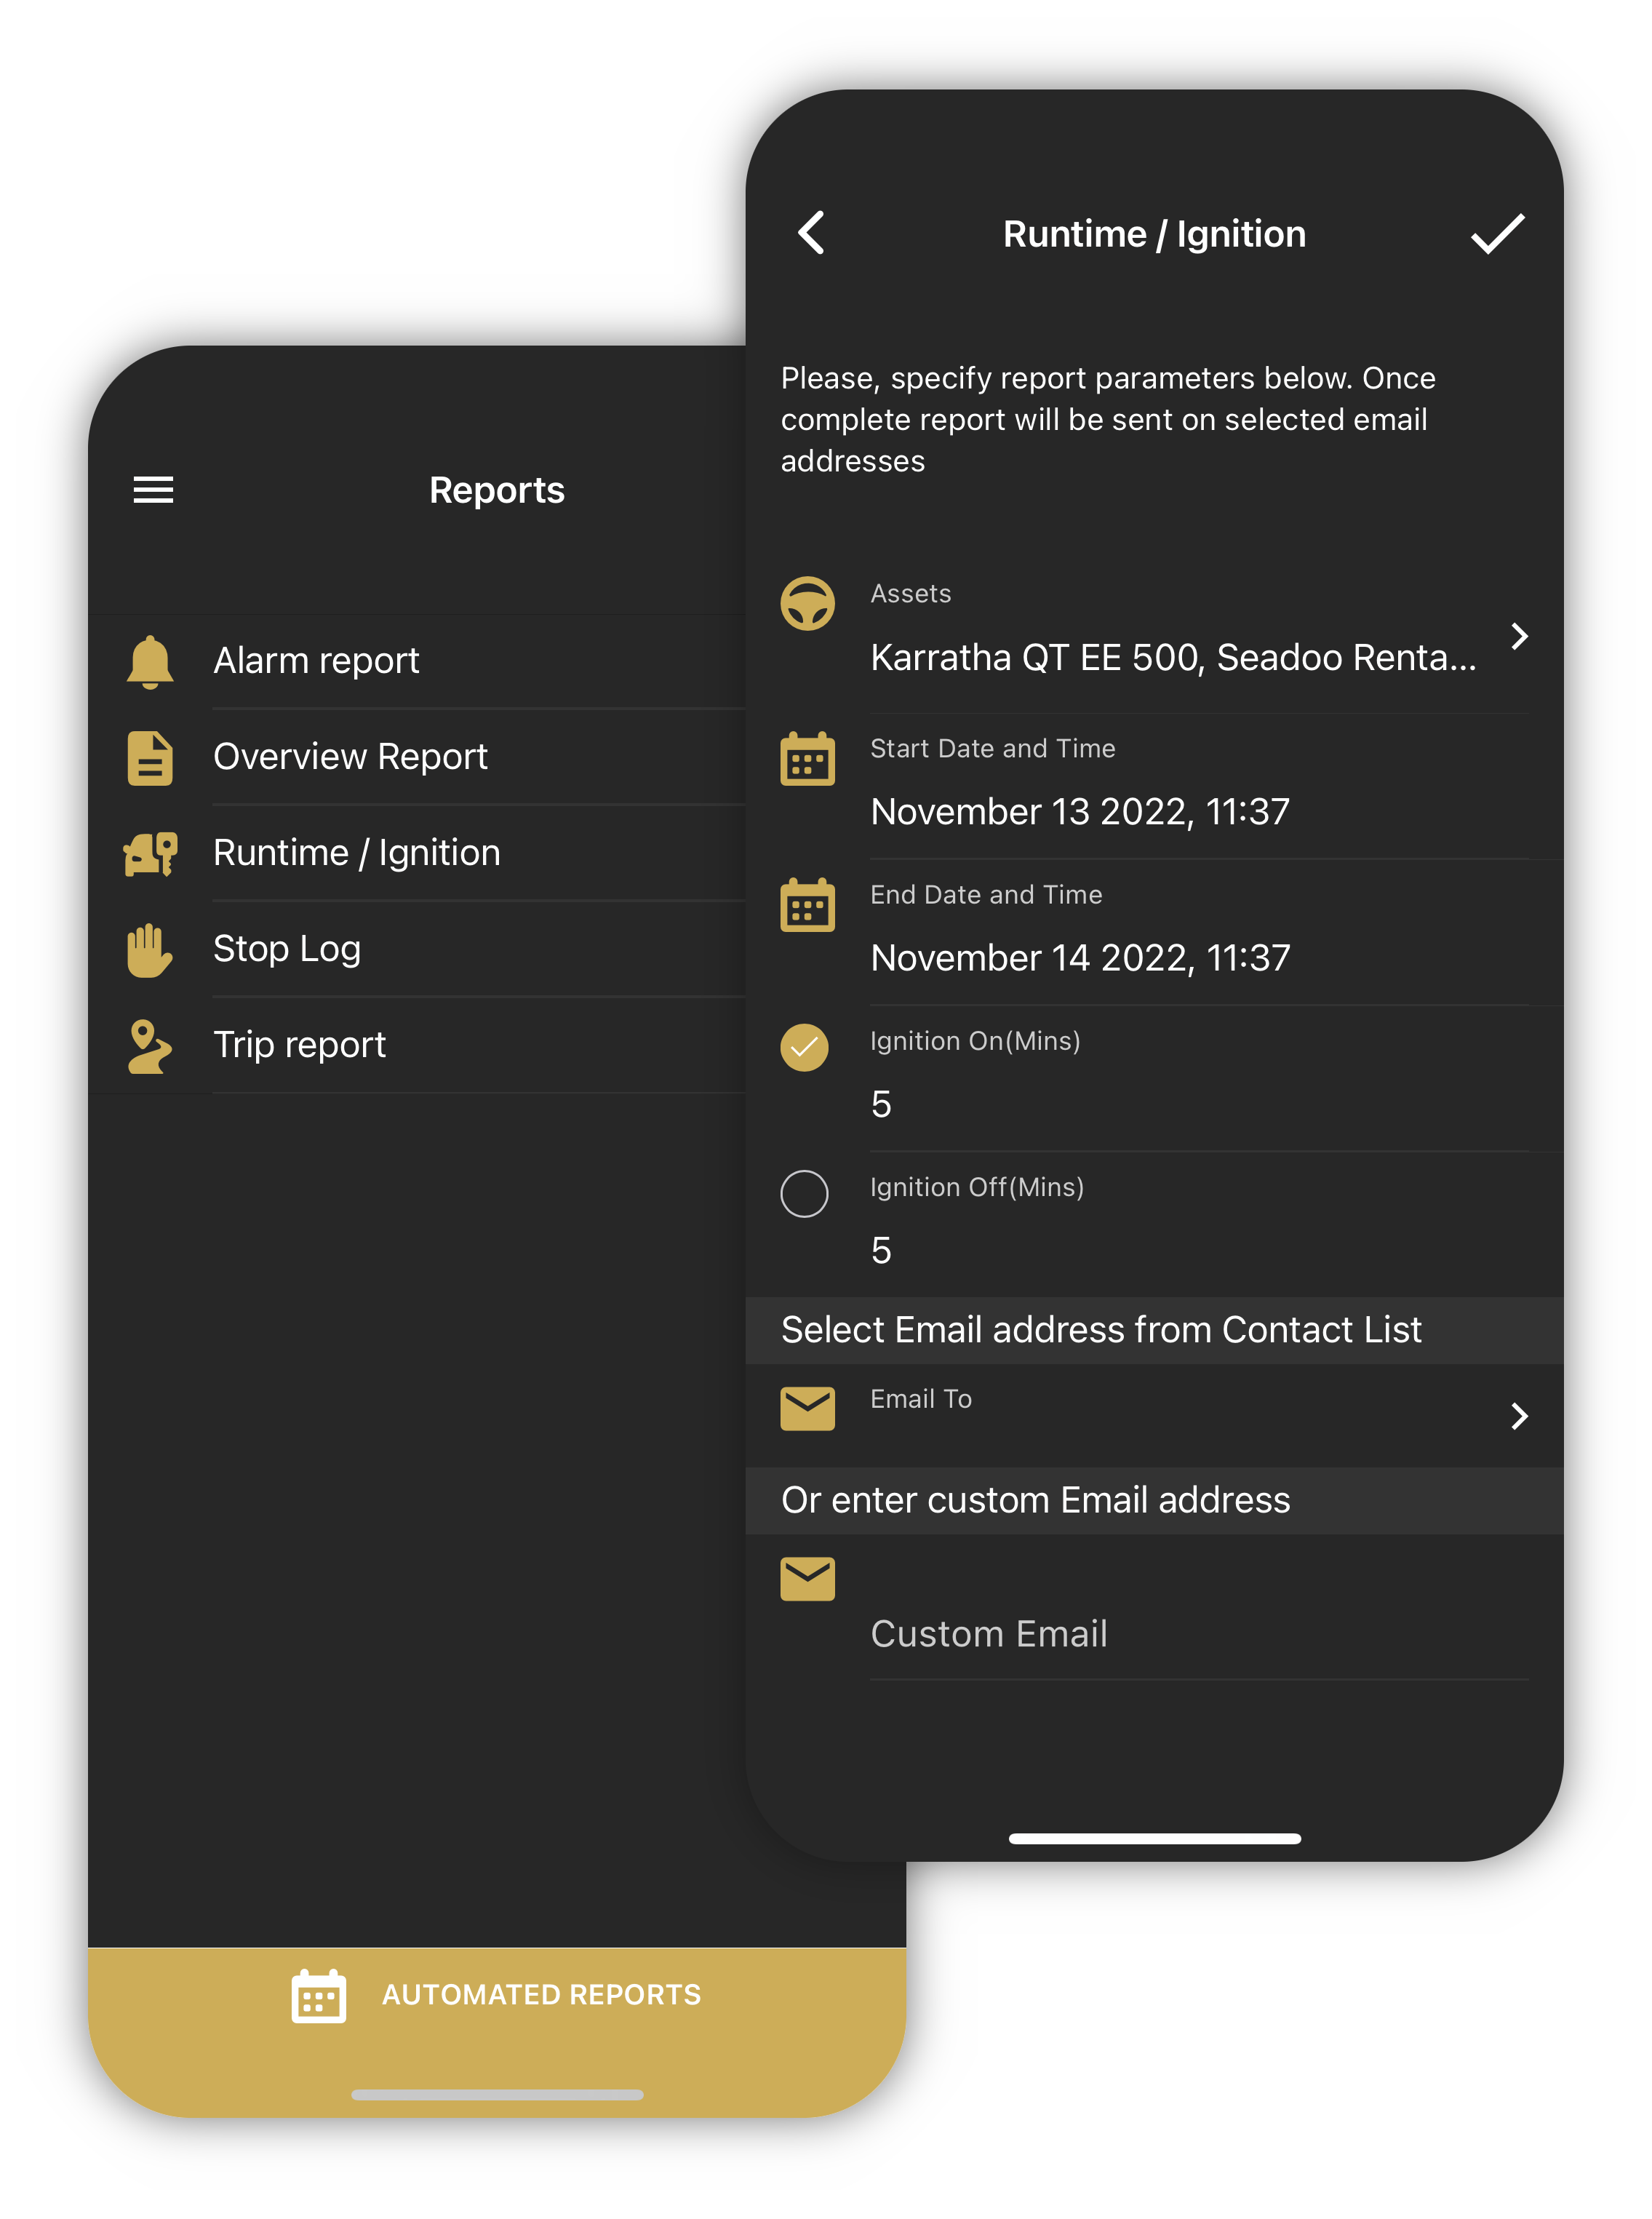 Reports
Alarm report
Overview Report
Runtime / Ignition
Stop Log
Trip report
AUTOMATED REPORTS
Runtime / Ignition
Please, specify report parameters below. Once
complete report will be sent on selected email
addresses
Assets
Karratha QT EE 500, Seadoo Renta...
Start Date and Time
November 13 2022, 11:37
End Date and Time
November 14 2022, 11:37
Ignition On(Mins)
5
Ignition Off(Mins)
5
Select Email address from Contact List
Email To
Or enter custom Email address
Custom Email